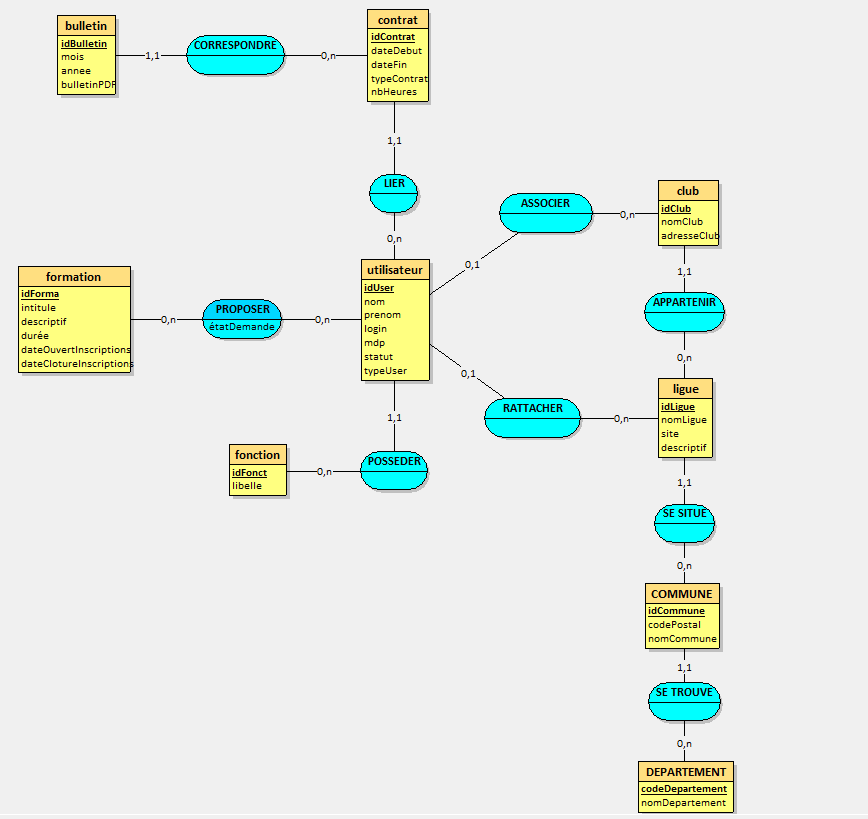 bulletin
idBulletin
mois
annee
bulletinPDF
1,1
CORRESPONDRE
0,n
contrat
idContrat
dateDebut
dateFin
typeContrat
nbHeures
1,1
LIER
0,n
ASSOCIER
0,n
0,1
club
idClub
nomClub
adresseClub
1,1
APPARTENIR
0,n
formation
idForma
intitule
descriptif
durée
dateOuvertInscriptions
dateClotureInscriptions
0,n
PROPOSER
étatDemande
0,n
utilisateur
idUser
nom
prenom
login
mdp
statut
typeUser
0,1
RATTACHER
0,n
ligue
idLigue
nomLigue
site
descriptif
1,1
POSSEDER
0,n
fonction
idFonct
libelle
1,1
SE SITUE
0,n
COMMUNE
idCommune
codePostal
nomCommune
1,1
SE TROUVE
0,n
DEPARTEMENT
codeDepartement
nomDepartement